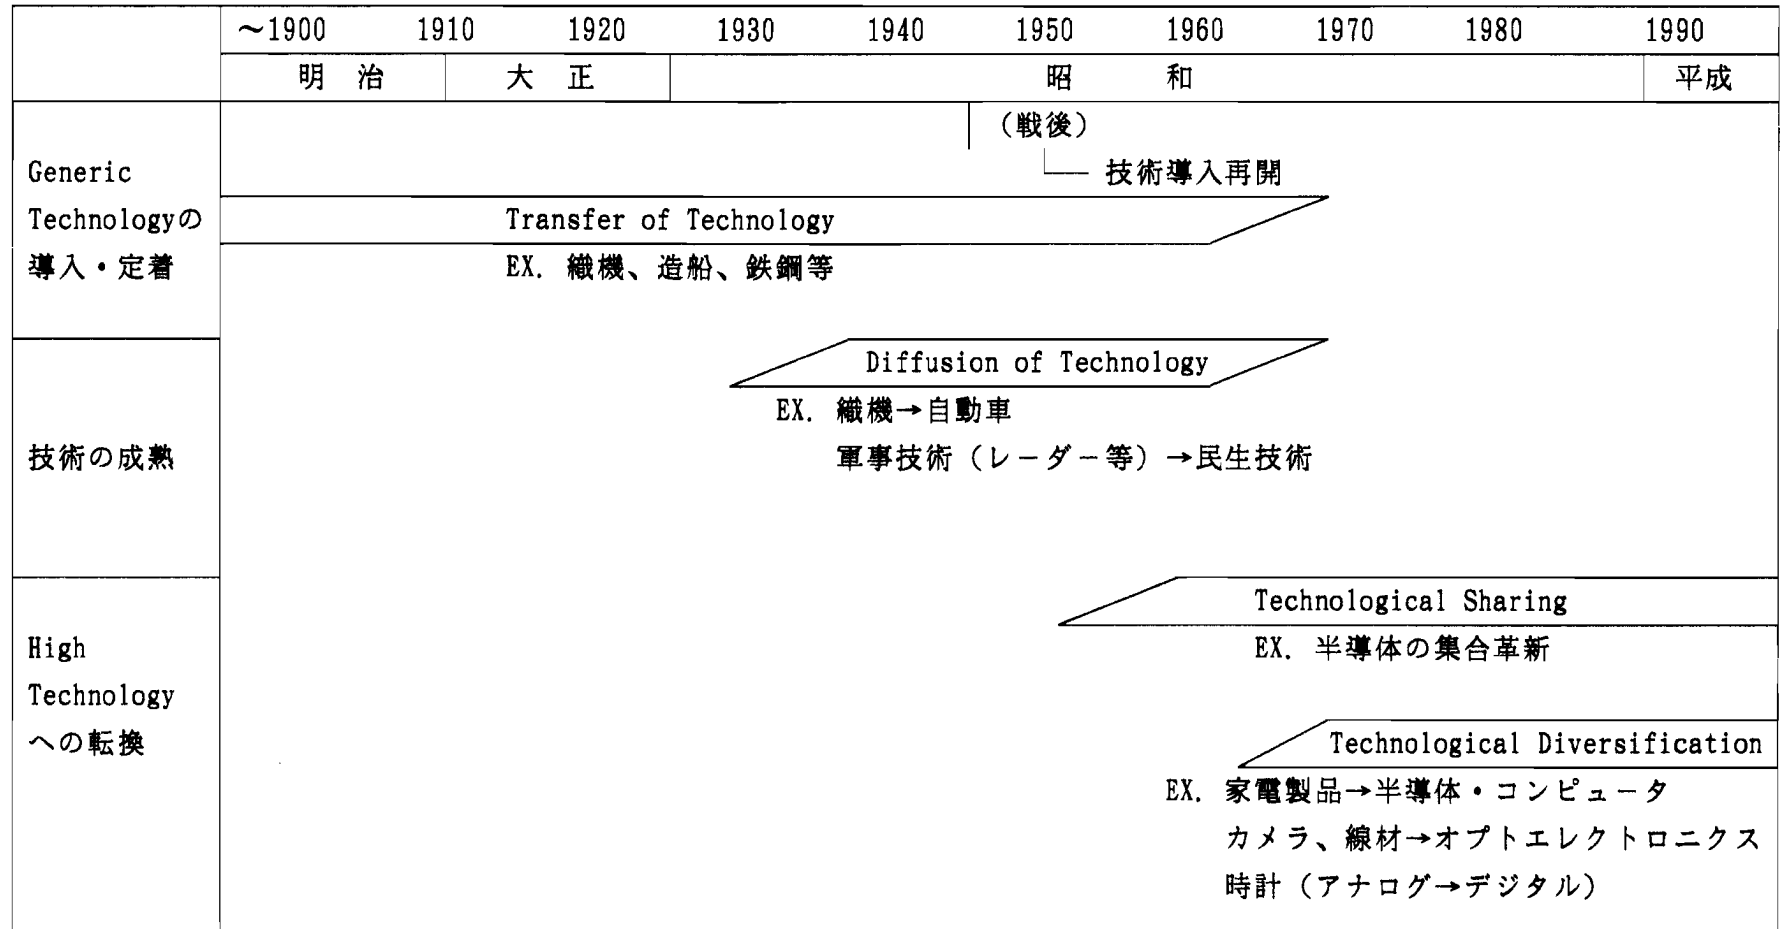 ～1900 1910 1920 1930 1940 1950 1960 1970 1980 1990
明 治 大 正 昭 和 平成
（戦後）
技術導入再開
Generic
Technologyの
導入・定着
Transfer of Technology
EX. 織機、造船、鉄鋼等
技術の成熟
Diffusion of Technology
EX. 織機→自動車
軍事技術（レーダー等）→民生技術
High
Technology
への転換
Technological Sharing
EX. 半導体の集合革新
Technological Diversification
EX. 家電製品→半導体・コンピュータ
カメラ、線材→オプトエレクトロニクス
時計（アナログ→デジタル）